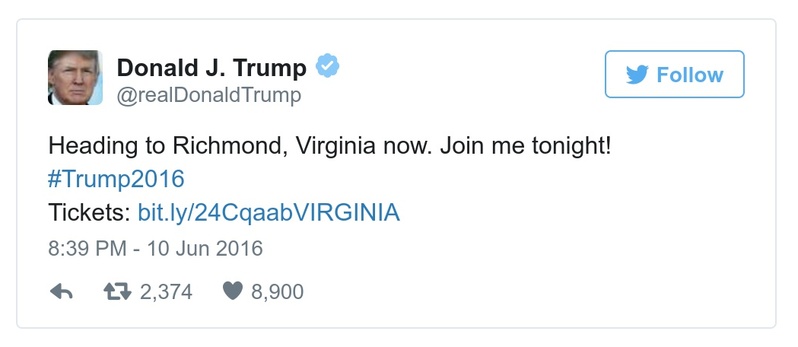 Donald J. Trump
Follow
@realDonaldTrump
Heading to Richmond, Virginia now. Join me tonight!
#Trump2016
Tickets: bit.ly/24CqaabVIRGINIA
8:39 PM - 10 Jun 2016
2,374 8,900